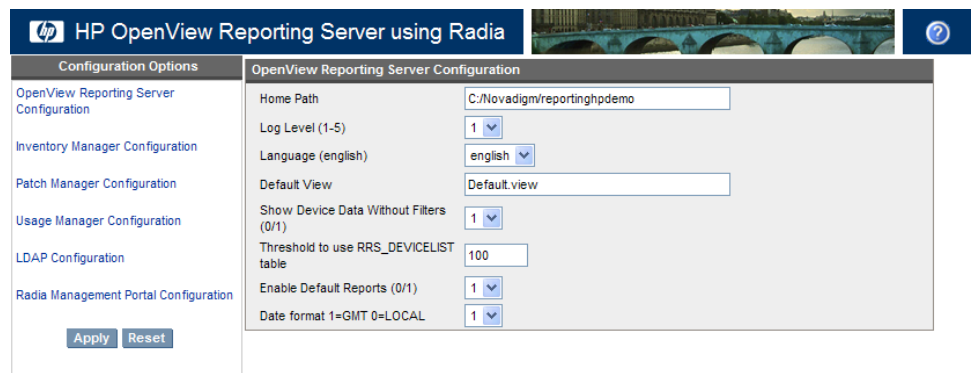 hp HP OpenView Reporting Server using Radia ?
Configuration Options
OpenView Reporting Server
Configuration
Inventory Manager Configuration
Patch Manager Configuration
Usage Manager Configuration
LDAP Configuration
Radia Management Portal Configuration
Apply Reset
OpenView Reporting Server Configuration
Home Path C:/Novadigm/reportinghpdemo
Log Level (1-5) 1
Language (english) english
Default View Default.view
Show Device Data Without Filters
(0/1) 1
Threshold to use RRS_DEVICELIST
table 100
Enable Default Reports (0/1) 1
Date format 1=GMT 0=LOCAL 1